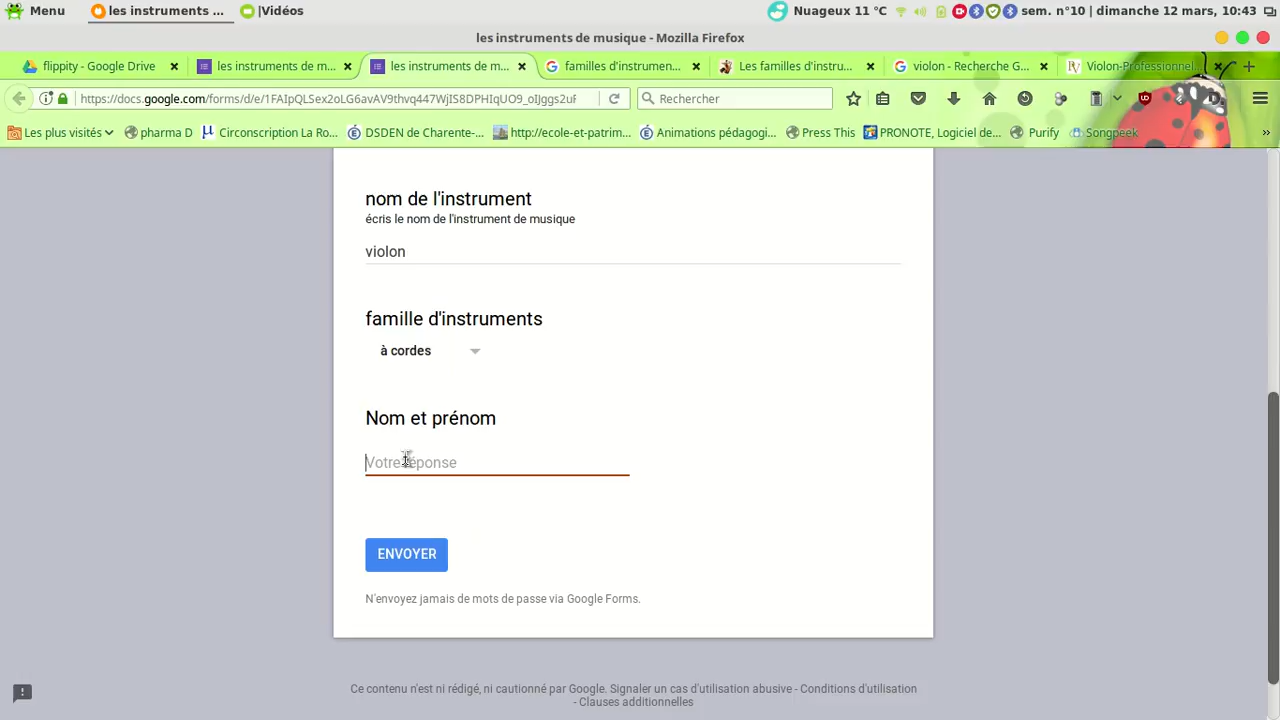 Menu
les instruments ...
|Vidéos
Nuageux 11 °C
sem. n°10 | dimanche 12 mars, 10:43
les instruments de musique - Mozilla Firefox
flippity - Google Drive
les instruments de m...
les instruments de m...
familles d'instrumen...
Les familles d'instru...
violon - Recherche G...
Violon-Professionnel...
https://docs.google.com/forms/d/e/1FAIpQLSex2oLG6avAV9thvq447WjIS8DPHIqUO9_oIJggs2uf
Rechercher
Les plus visités
pharma D
Circonscription La Ro...
DSDEN de Charente-...
http://ecole-et-patrim...
Animations pédagogi...
Press This
PRONOTE, Logiciel de...
Purify
Songpeek
»
nom de l'instrument
écris le nom de l'instrument de musique
violon
famille d'instruments
à cordes
Nom et prénom
Votre réponse
ENVOYER
N'envoyez jamais de mots de passe via Google Forms.
Ce contenu n'est ni rédigé, ni cautionné par Google. Signaler un cas d'utilisation abusive - Conditions d'utilisation
- Clauses additionnelles